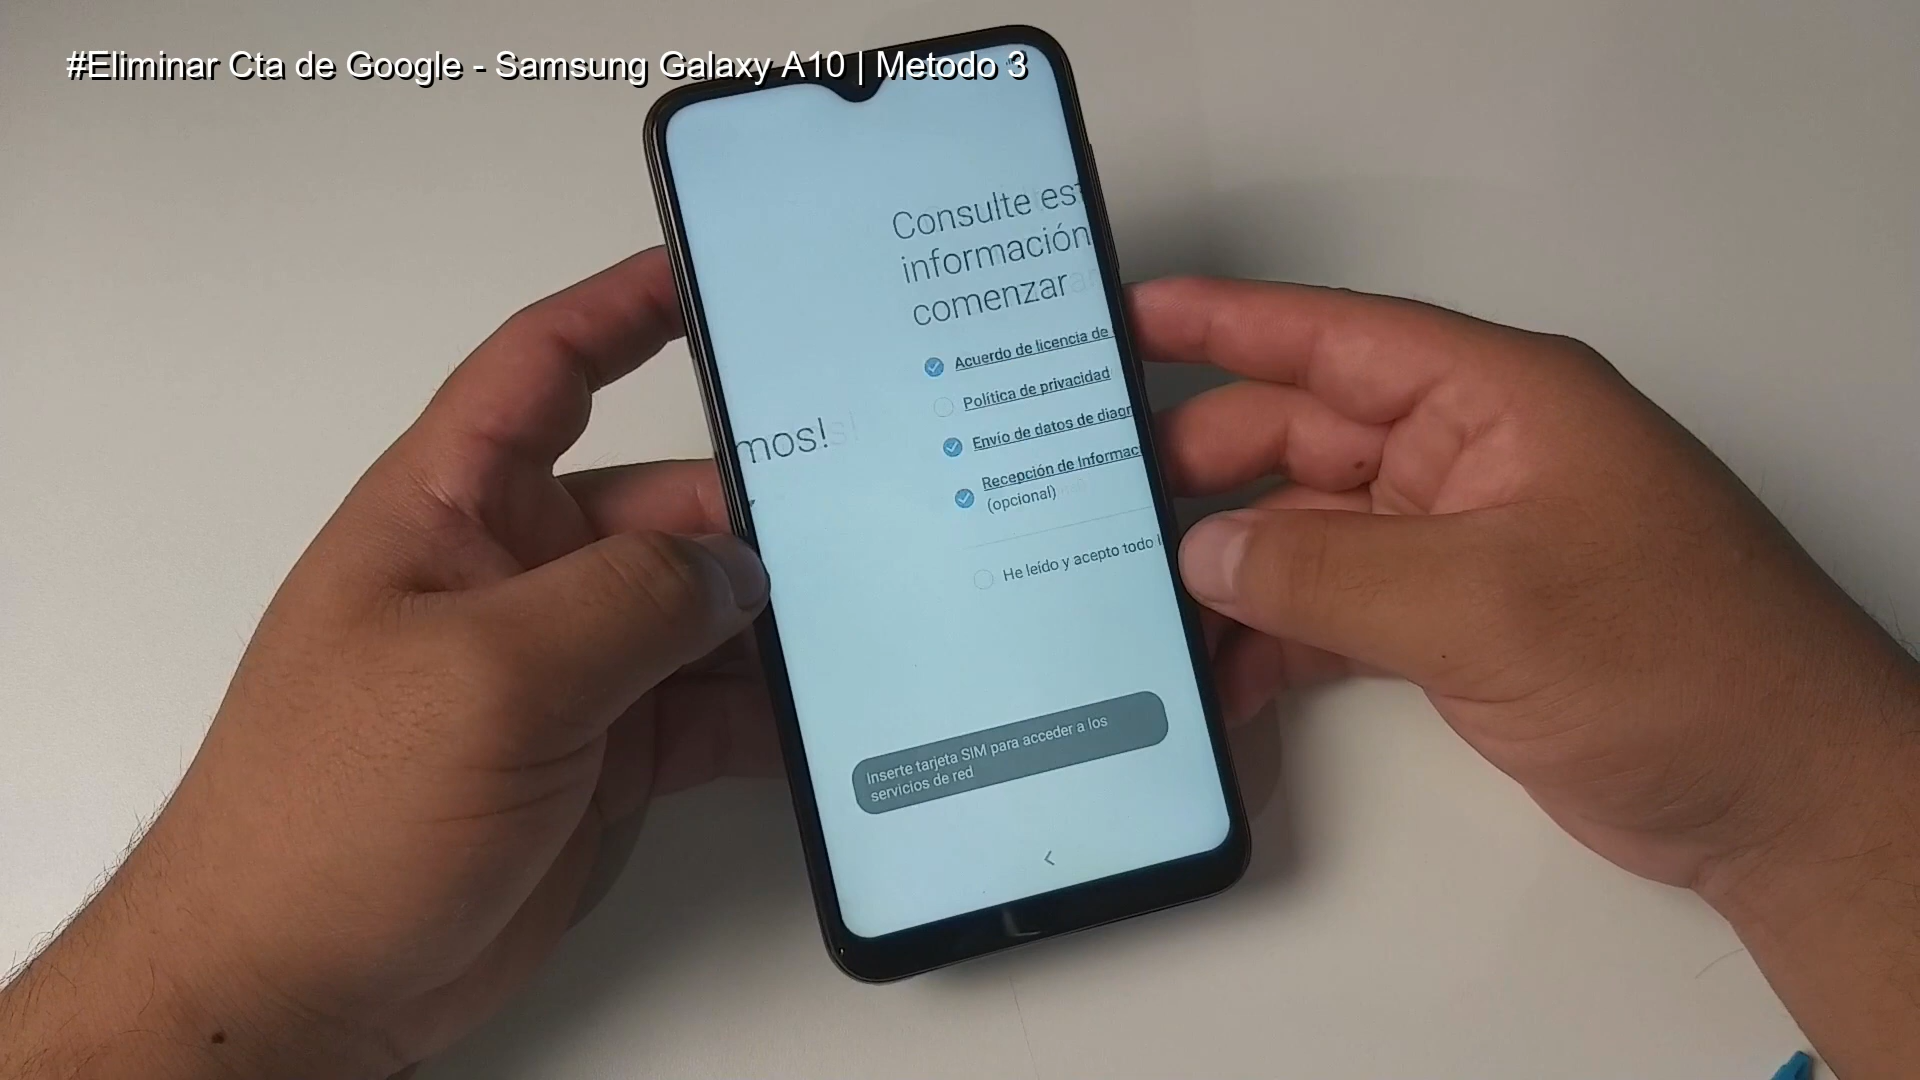 #Eliminar Cta de Google - Samsung Galaxy A10 | Metodo 3
Consulte est
información
comenzar
mos!
Acuerdo de licencia de
Política de privacidad
Envío de datos de diagn
Recepción de Informac
(opcional)
He leído y acepto todo l
Inserte tarjeta SIM para acceder a los
servicios de red